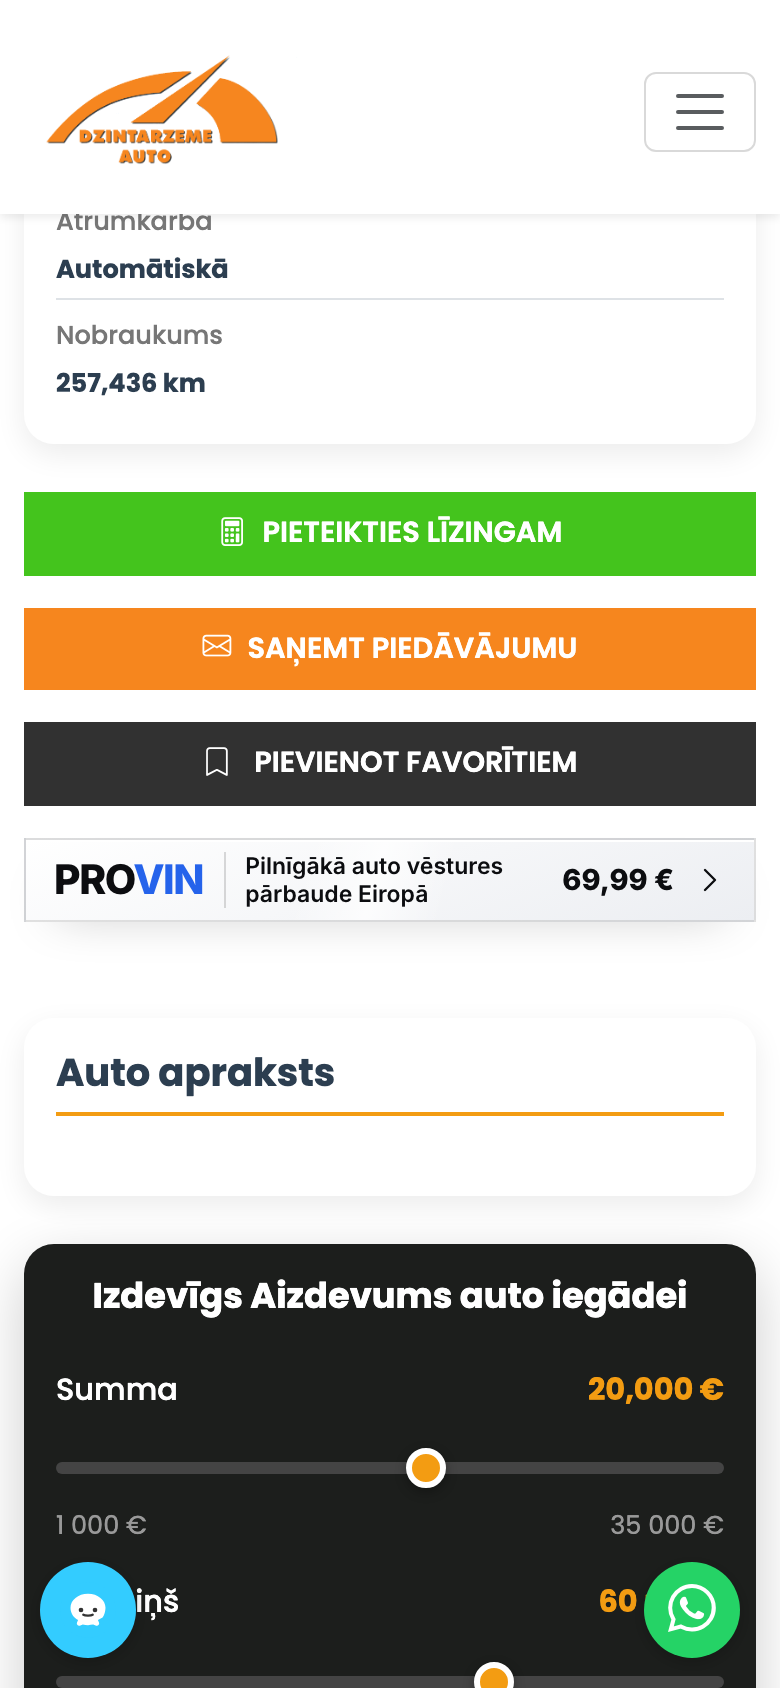 DZINTARZEME
AUTO
Ātrumkārba
Automātiskā
Nobraukums
257,436 km
PIETEIKTIES LĪZINGAM
SAŅEMT PIEDĀVĀJUMU
PIEVIENOT FAVORĪTIEM
PROVIN
Pilnīgākā auto vēstures
pārbaude Eiropā
69,99 €
Auto apraksts
Izdevīgs Aizdevums auto iegādei
Summa
20,000 €
1 000 €
35 000 €
iņš
60